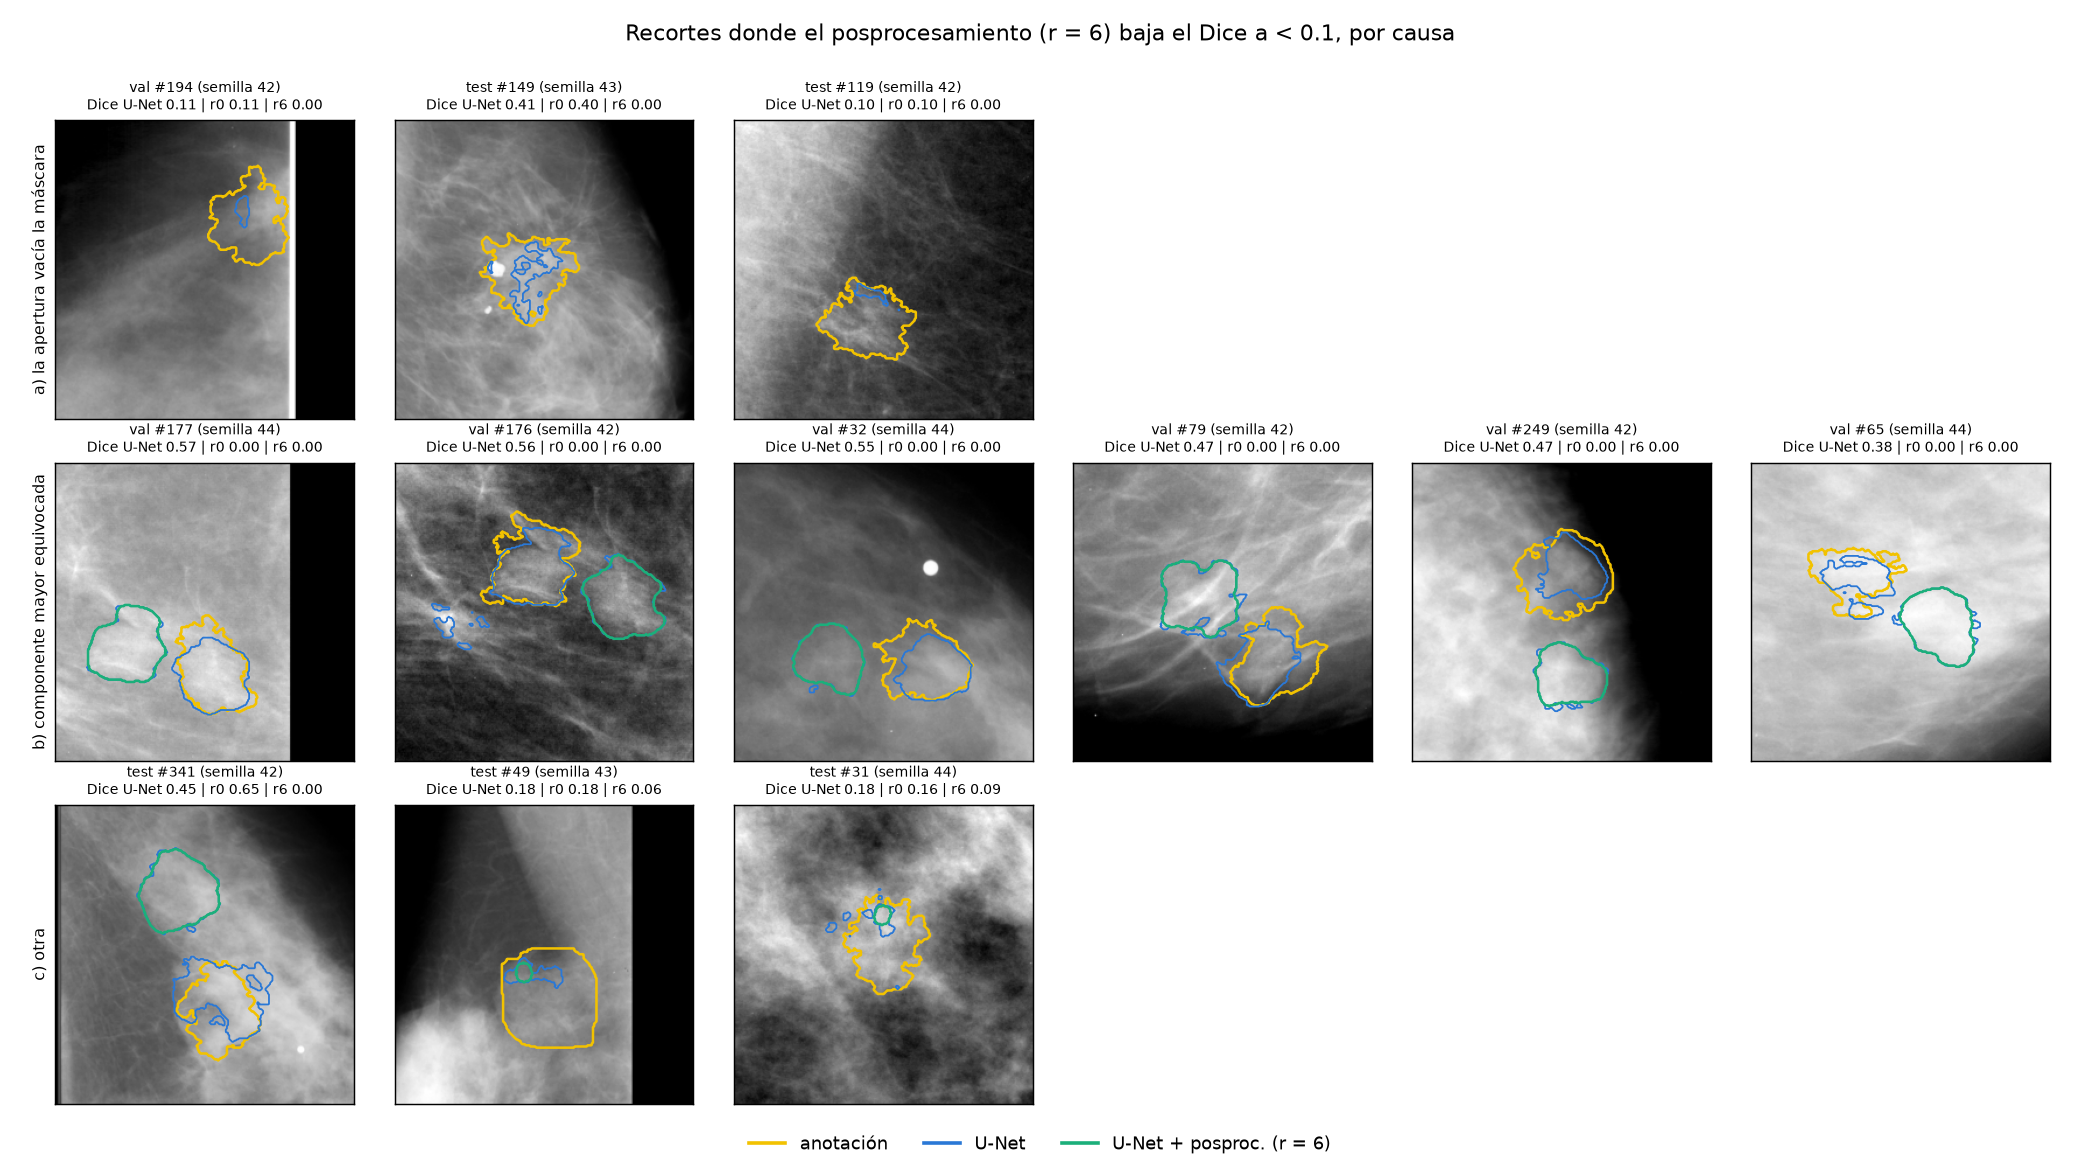 Recortes donde el posprocesamiento (r = 6) baja el Dice a < 0.1, por causa
a) la apertura vacía la máscara
val #194 (semilla 42)
Dice U-Net 0.11 | r0 0.11 | r6 0.00
test #149 (semilla 43)
Dice U-Net 0.41 | r0 0.40 | r6 0.00
test #119 (semilla 42)
Dice U-Net 0.10 | r0 0.10 | r6 0.00
b) componente mayor equivocada
val #177 (semilla 44)
Dice U-Net 0.57 | r0 0.00 | r6 0.00
val #176 (semilla 42)
Dice U-Net 0.56 | r0 0.00 | r6 0.00
val #32 (semilla 44)
Dice U-Net 0.55 | r0 0.00 | r6 0.00
val #79 (semilla 42)
Dice U-Net 0.47 | r0 0.00 | r6 0.00
val #249 (semilla 42)
Dice U-Net 0.47 | r0 0.00 | r6 0.00
val #65 (semilla 44)
Dice U-Net 0.38 | r0 0.00 | r6 0.00
c) otra
test #341 (semilla 42)
Dice U-Net 0.45 | r0 0.65 | r6 0.00
test #49 (semilla 43)
Dice U-Net 0.18 | r0 0.18 | r6 0.06
test #31 (semilla 44)
Dice U-Net 0.18 | r0 0.16 | r6 0.09
anotación
U-Net
U-Net + posproc. (r = 6)